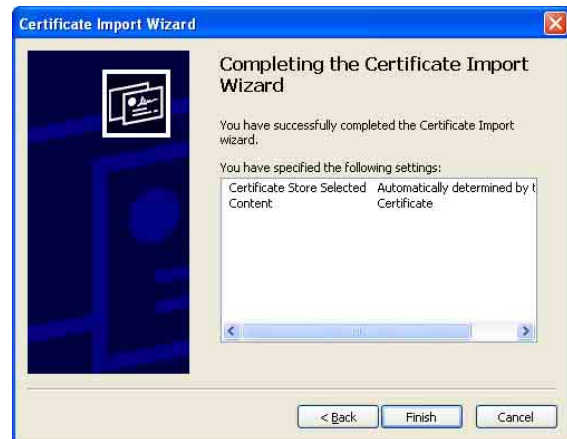 Certificate Import Wizard
Completing the Certificate Import
Wizard
You have successfully completed the Certificate Import
wizard.
You have specified the following settings:
Certificate Store Selected Automatically determined by t
Content Certificate
< Back Finish Cancel